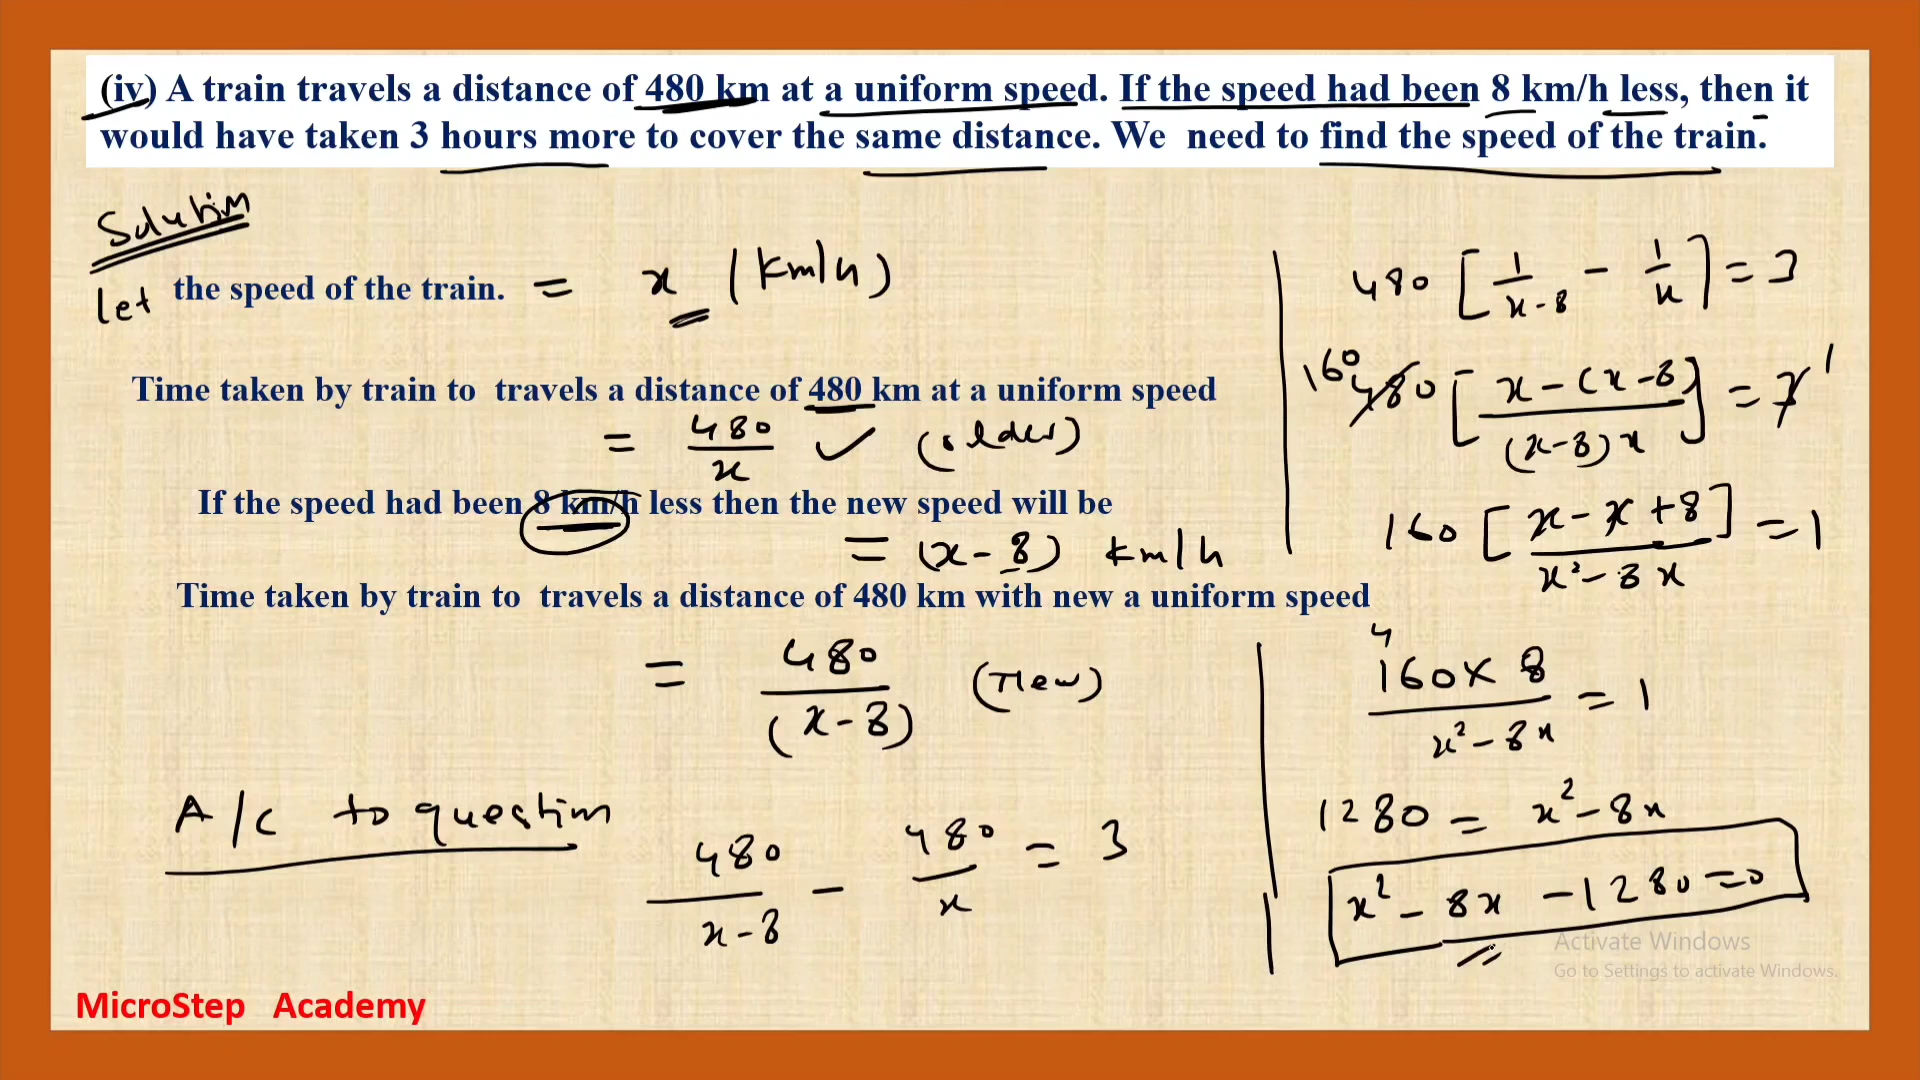 (iv) A train travels a distance of 480 km at a uniform speed. If the speed had been 8 km/h less, then it
would have taken 3 hours more to cover the same distance. We need to find the speed of the train.
Solution
let the speed of the train. = x (km/h)
Time taken by train to travels a distance of 480 km at a uniform speed
= 480/x ✓ (older)
If the speed had been 8 km/h less then the new speed will be
= (x-8) km/h
Time taken by train to travels a distance of 480 km with new a uniform speed
= 480/(x-8) (new)
A/c to question
480/x-8 - 480/x = 3
480 [1/x-8 - 1/x] = 3
160 480 [x-(x-8)/(x-8)x] = 3 1
160 [x-x+8/x²-8x] = 1
4
160×8/x²-8x = 1
1280 = x²-8x
x²-8x-1280=0
Activate Windows
Go to Settings to activate Windows.
MicroStep Academy